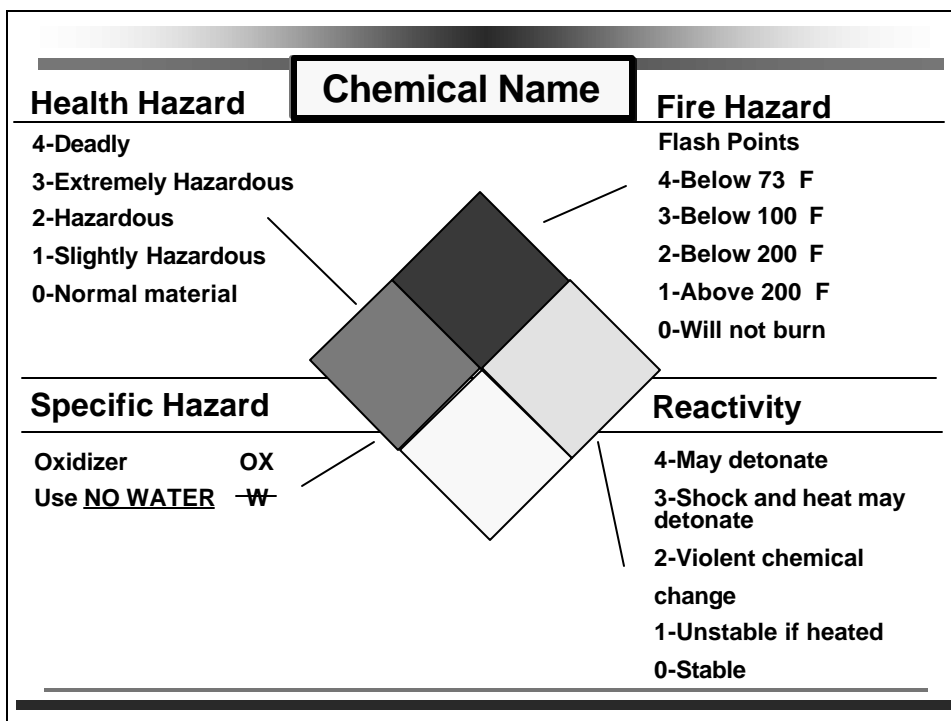 Chemical Name
Health Hazard
4-Deadly
3-Extremely Hazardous
2-Hazardous
1-Slightly Hazardous
0-Normal material
Fire Hazard
Flash Points
4-Below 73 F
3-Below 100 F
2-Below 200 F
1-Above 200 F
0-Will not burn
Specific Hazard
Oxidizer OX
Use NO WATER W
Reactivity
4-May detonate
3-Shock and heat may
detonate
2-Violent chemical
change
1-Unstable if heated
0-Stable